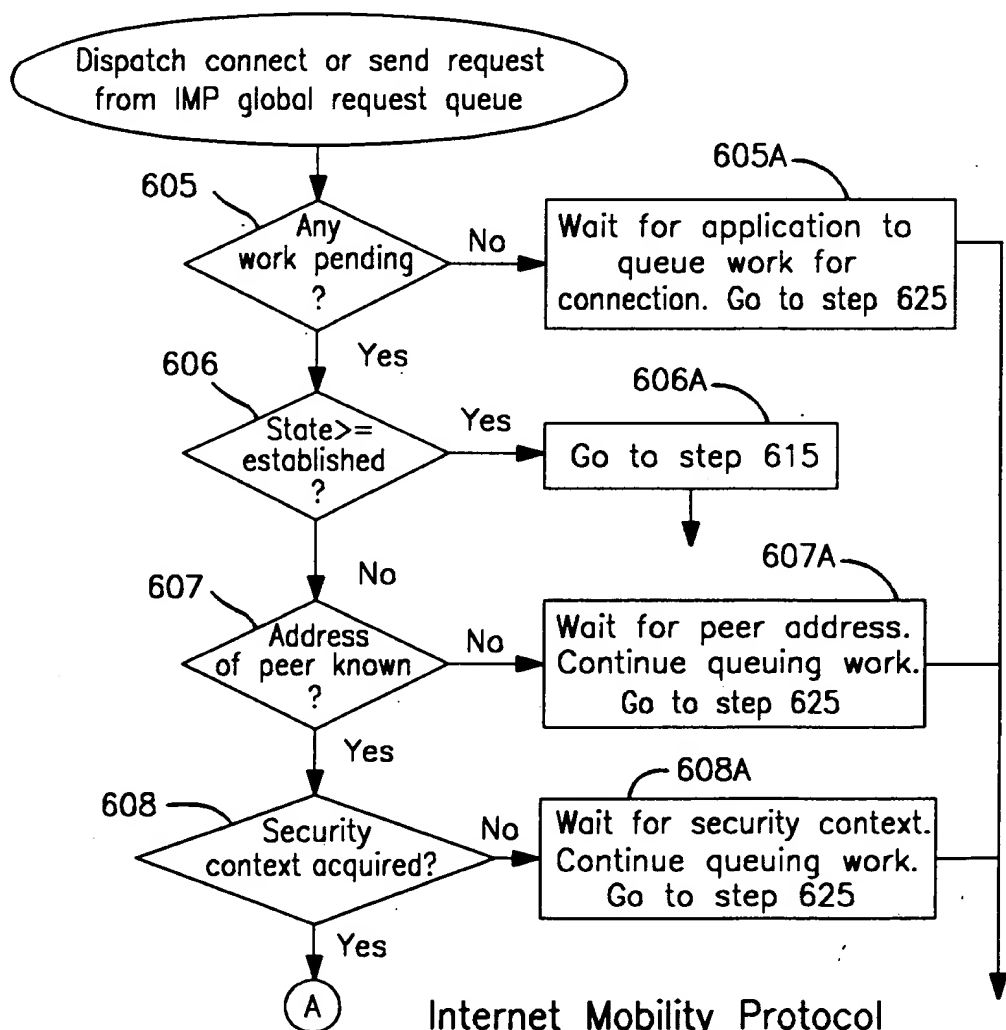 Dispatch connect or send request
from IMP global request queue
605
Any
work pending
?
No
605A
Wait for application to
queue work for
connection. Go to step 625
Yes
606
State>=
established
?
Yes
606A
Go to step 615
No
607
Address
of peer known
?
No
607A
Wait for peer address.
Continue queuing work.
Go to step 625
Yes
608
Security
context acquired?
No
608A
Wait for security context.
Continue queuing work.
Go to step 625
Yes
A
Internet Mobility Protocol